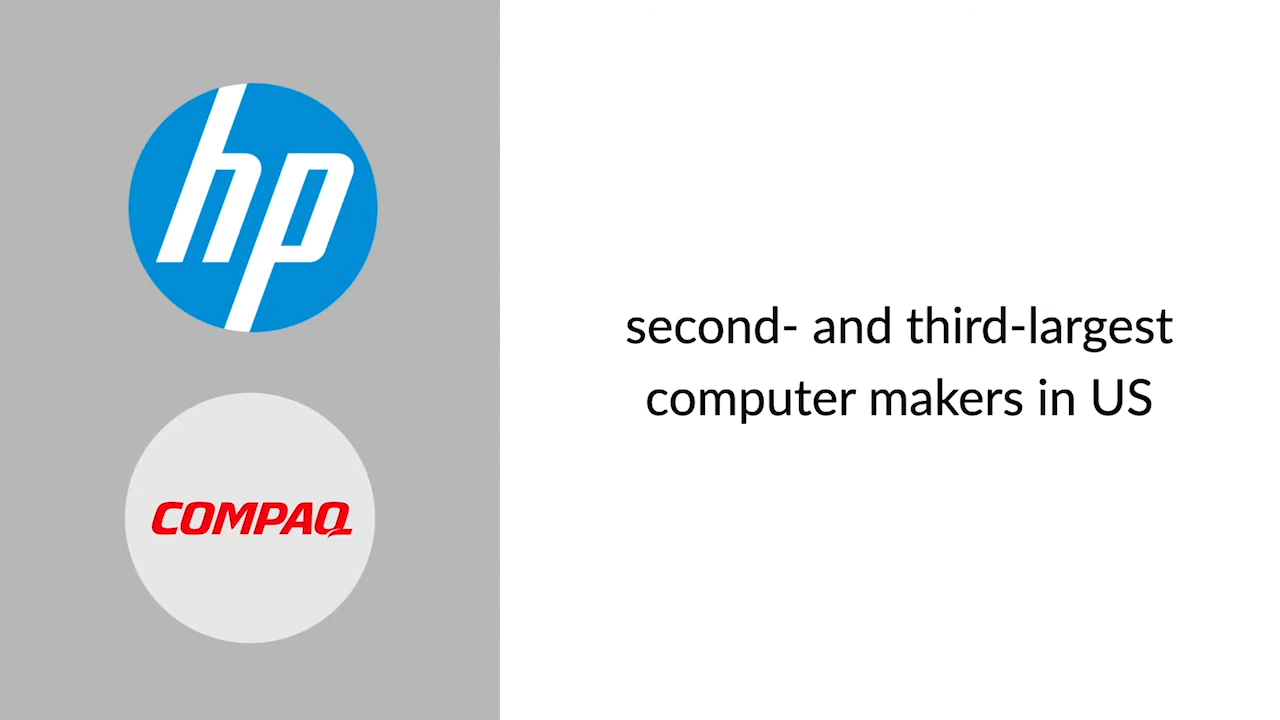 hp
COMPAQ
second- and third-largest
computer makers in US